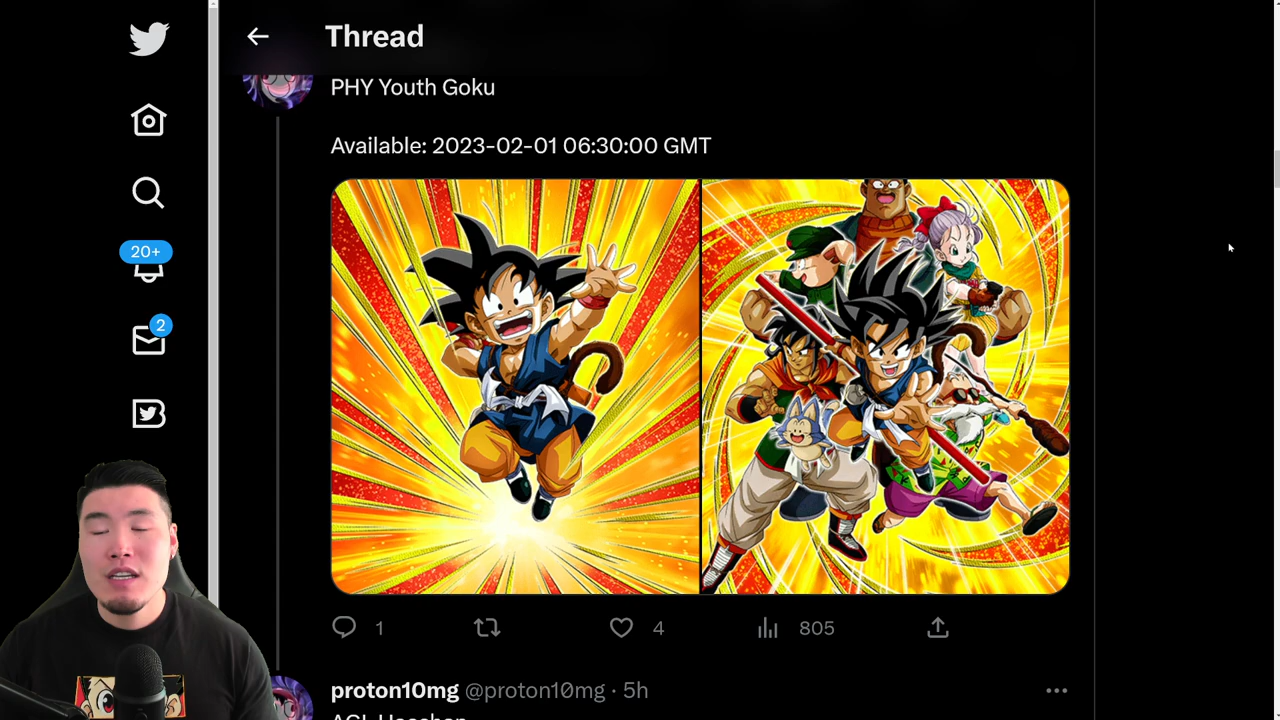 Thread
PHY Youth Goku
Available: 2023-02-01 06:30:00 GMT
20+
2
1
4
805
proton10mg @proton10mg · 5h